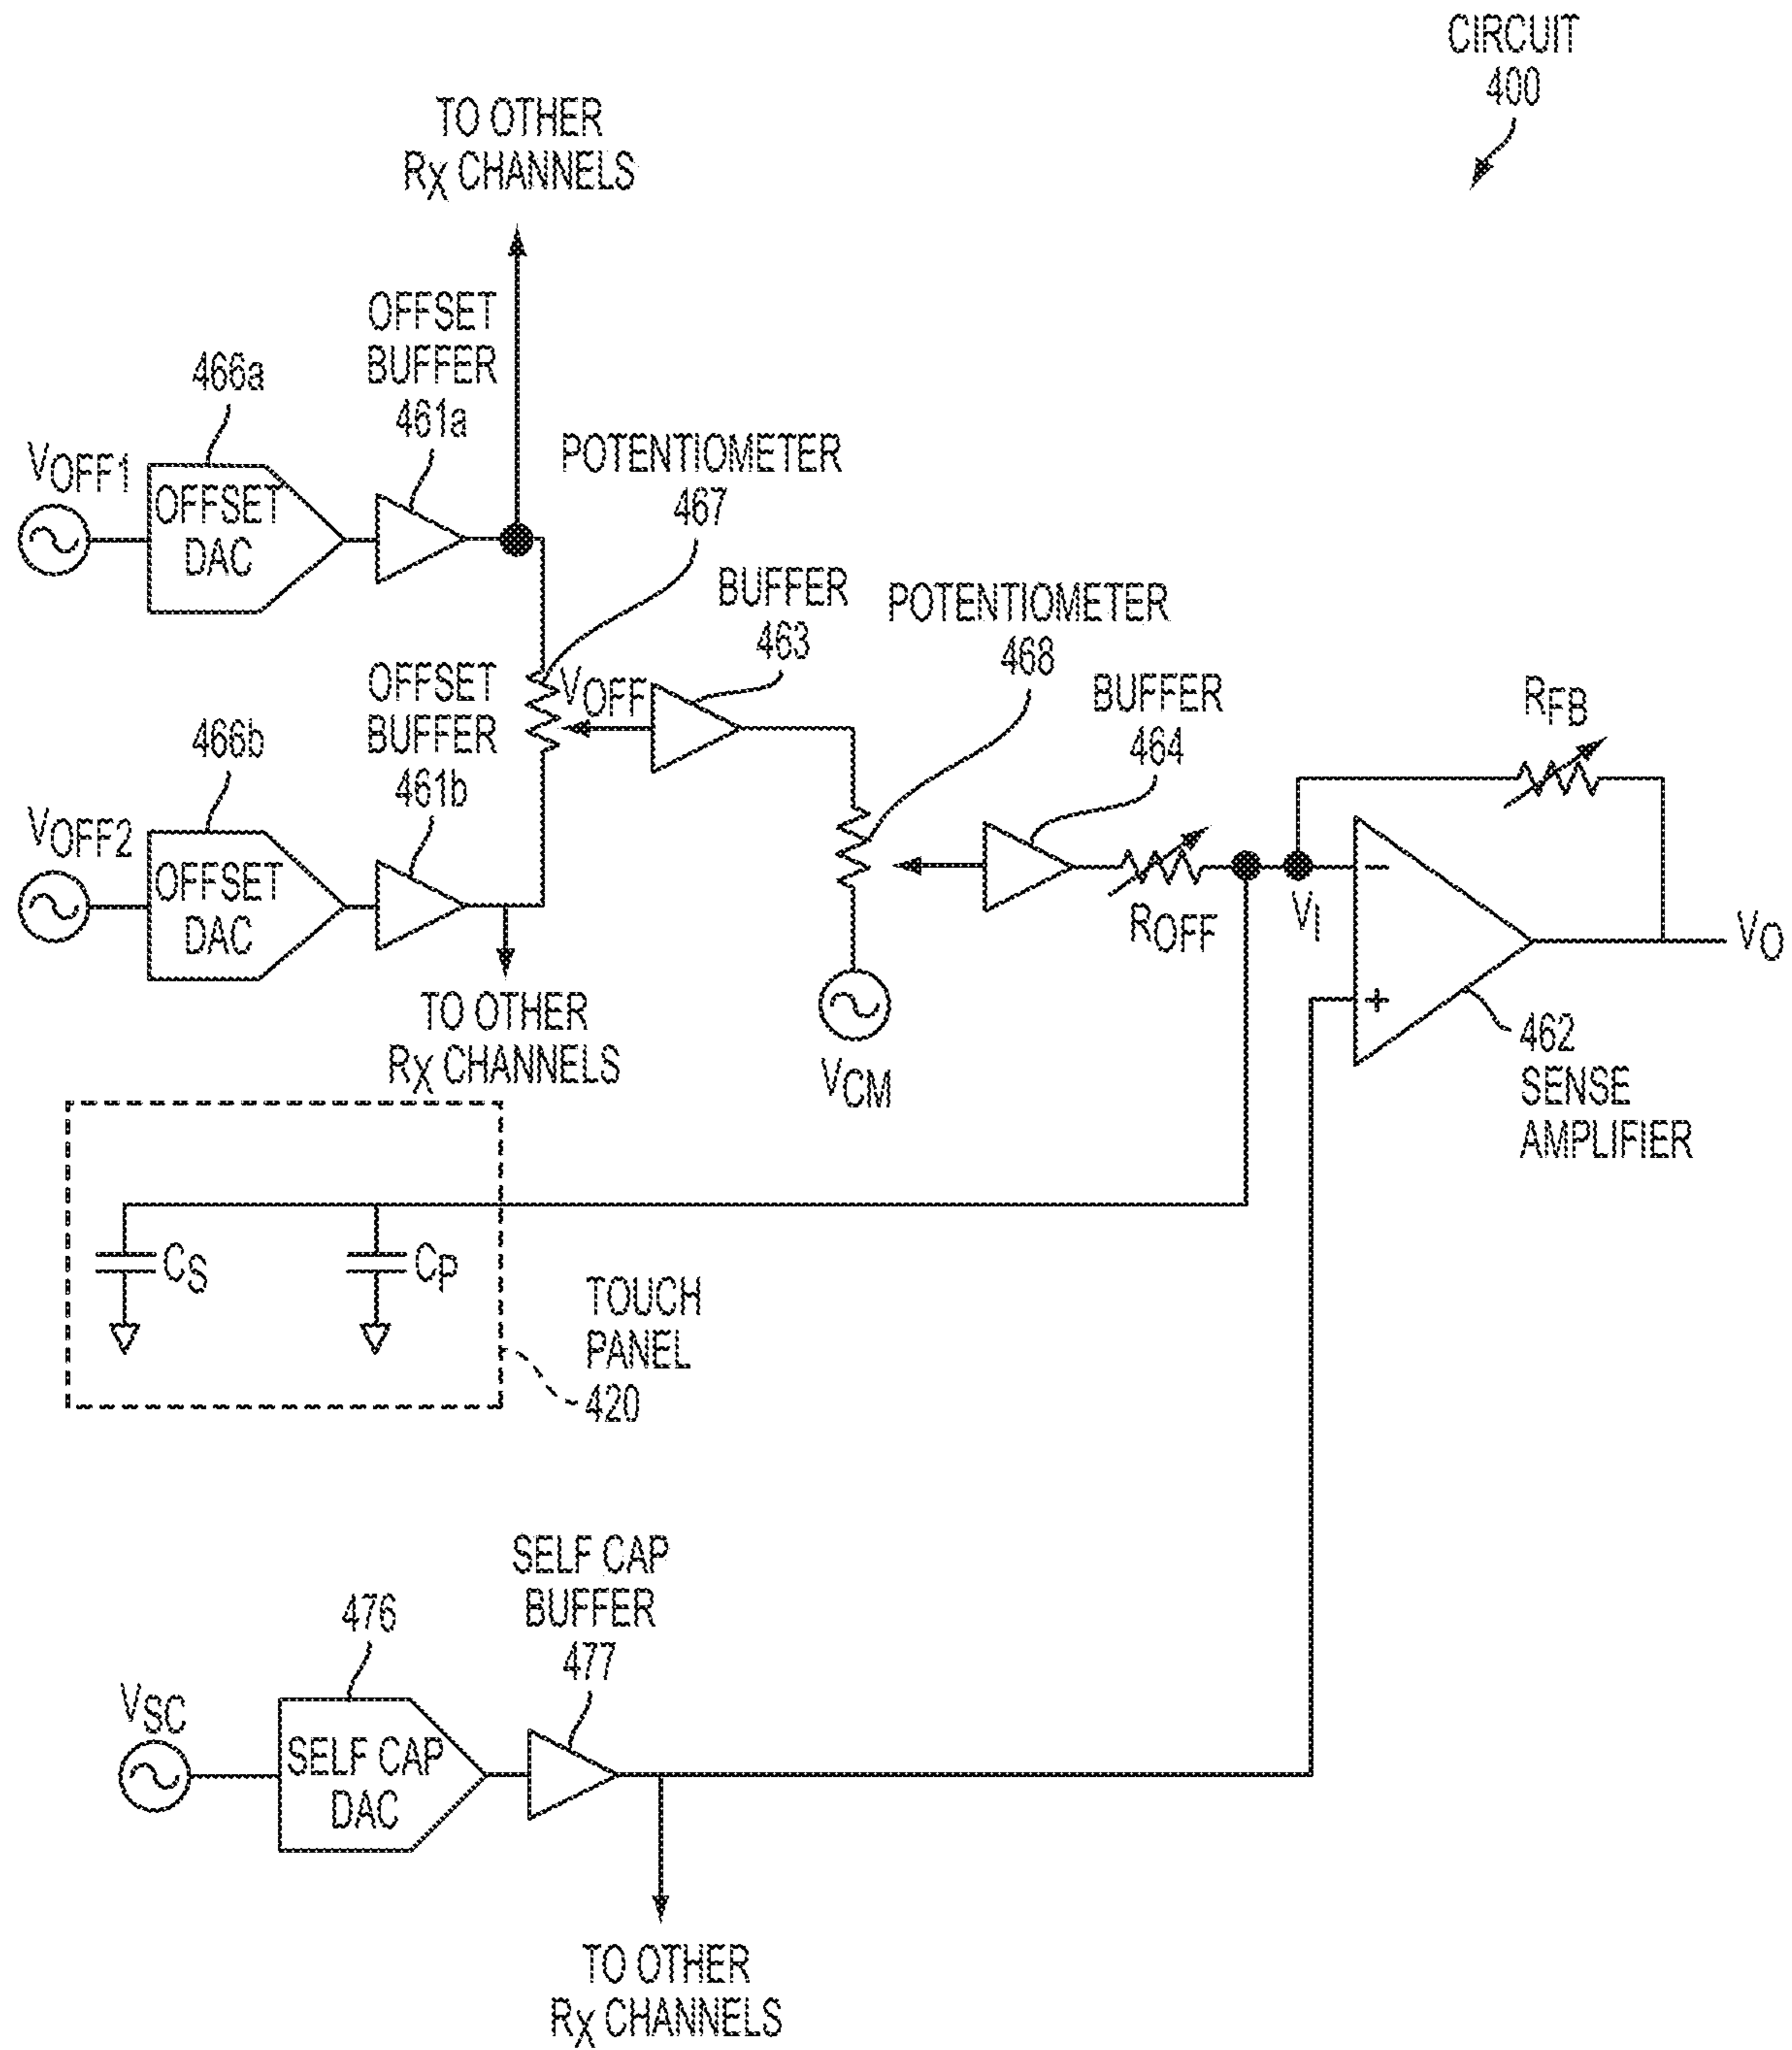 CIRCUIT
400
TO OTHER
RX CHANNELS
OFFSET
BUFFER
461a
466a
VOFF1
OFFSET
DAC
POTENTIOMETER
467
BUFFER
463
POTENTIOMETER
468
VOFF
OFFSET
BUFFER
461b
466b
VOFF2
OFFSET
DAC
BUFFER
464
RFB
ROFF
VI
−
+
VO
462
SENSE
AMPLIFIER
TO OTHER
RX CHANNELS
VCM
CS
CP
TOUCH
PANEL
420
SELF CAP
BUFFER
477
476
VSC
SELF CAP
DAC
TO OTHER
RX CHANNELS